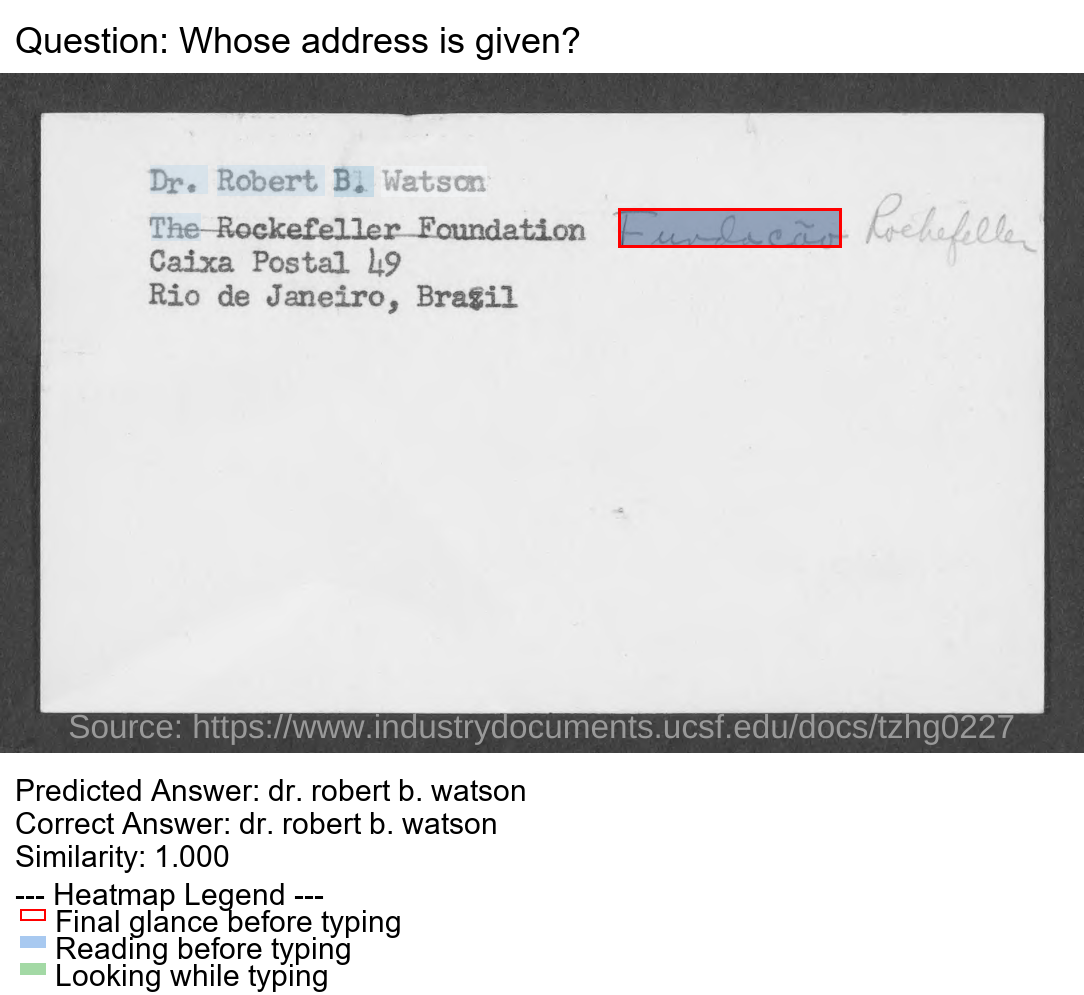 Question: Whose address is given?
Dr. Robert B. Watson
The Rockefeller Foundation Fundacão Rockefeller
Caixa Postal 49
Rio de Janeiro, Brazil
Source: https://www.industrydocuments.ucsf.edu/docs/tzhg0227
Predicted Answer: dr. robert b. watson
Correct Answer: dr. robert b. watson
Similarity: 1.000
--- Heatmap Legend ---
Final glance before typing
Reading before typing
Looking while typing